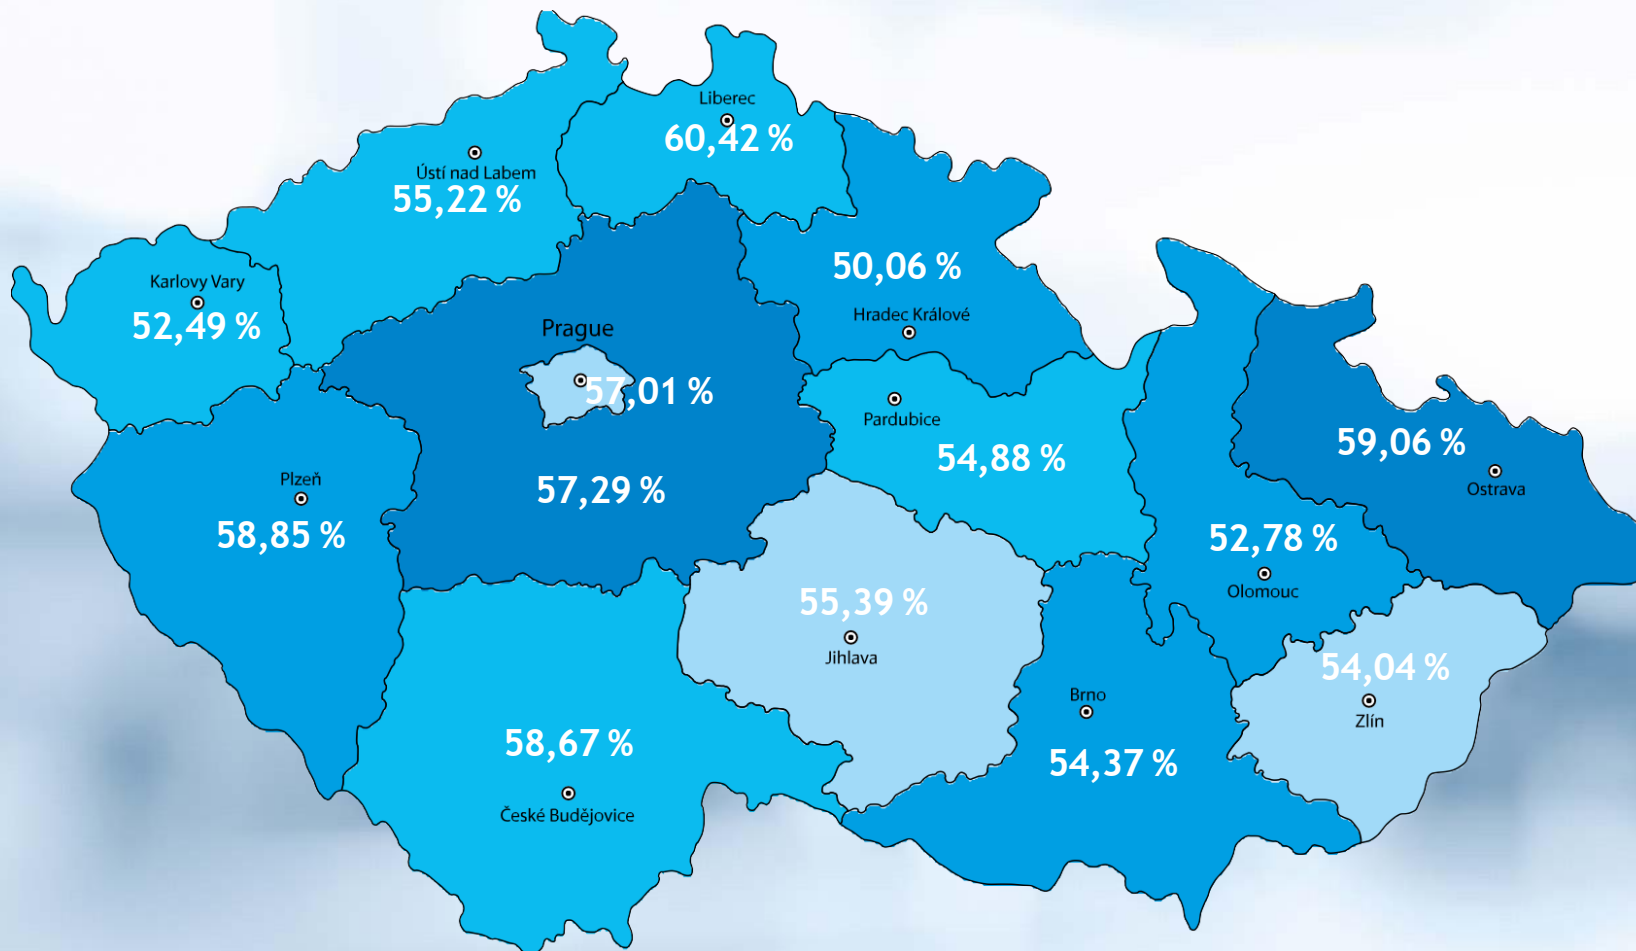 Liberec
60,42 %
Ústí nad Labem
55,22 %
Karlovy Vary
52,49 %
50,06 %
Hradec Králové
Prague
57,01 %
Pardubice
54,88 %
57,29 %
Plzeň
58,85 %
59,06 %
Ostrava
52,78 %
Olomouc
55,39 %
Jihlava
54,04 %
Zlín
Brno
54,37 %
58,67 %
České Budějovice